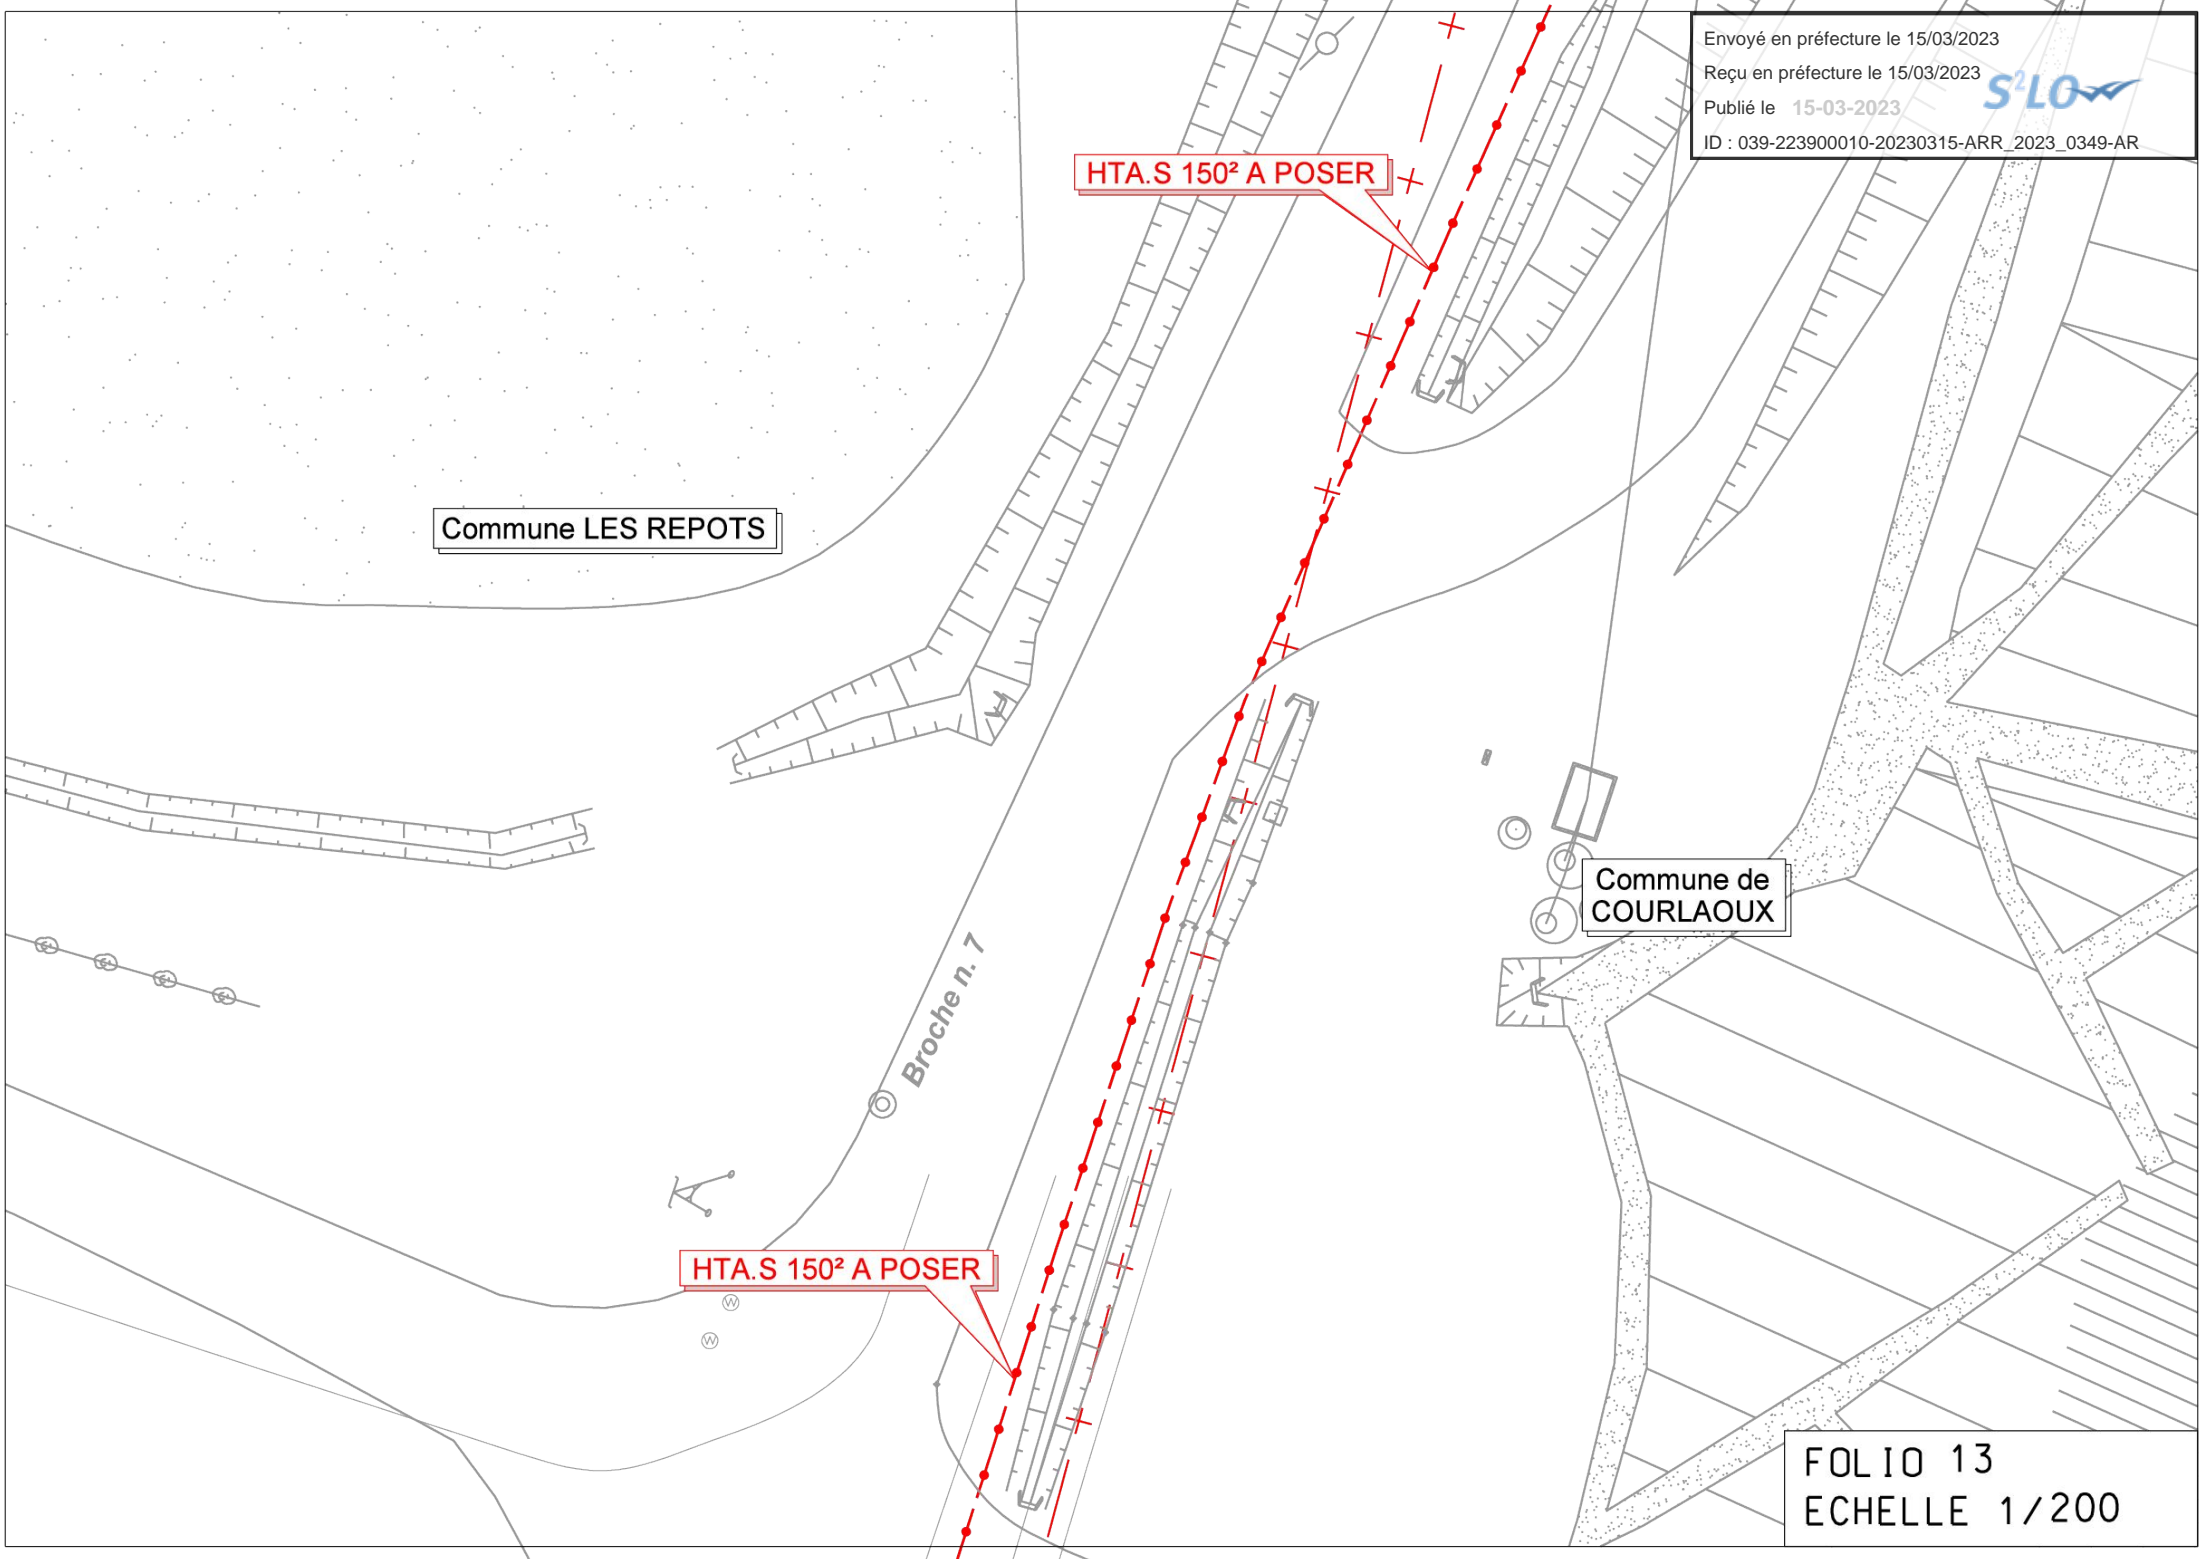 Envoyé en préfecture le 15/03/2023
Reçu en préfecture le 15/03/2023
Publié le 15-03-2023
S²LOW
ID : 039-223900010-20230315-ARR_2023_0349-AR
HTA.S 150² A POSER
Commune LES REPOTS
Commune de
COURLAOUX
Broche n. 7
HTA.S 150² A POSER
W
W
FOLIO 13
ECHELLE 1/200